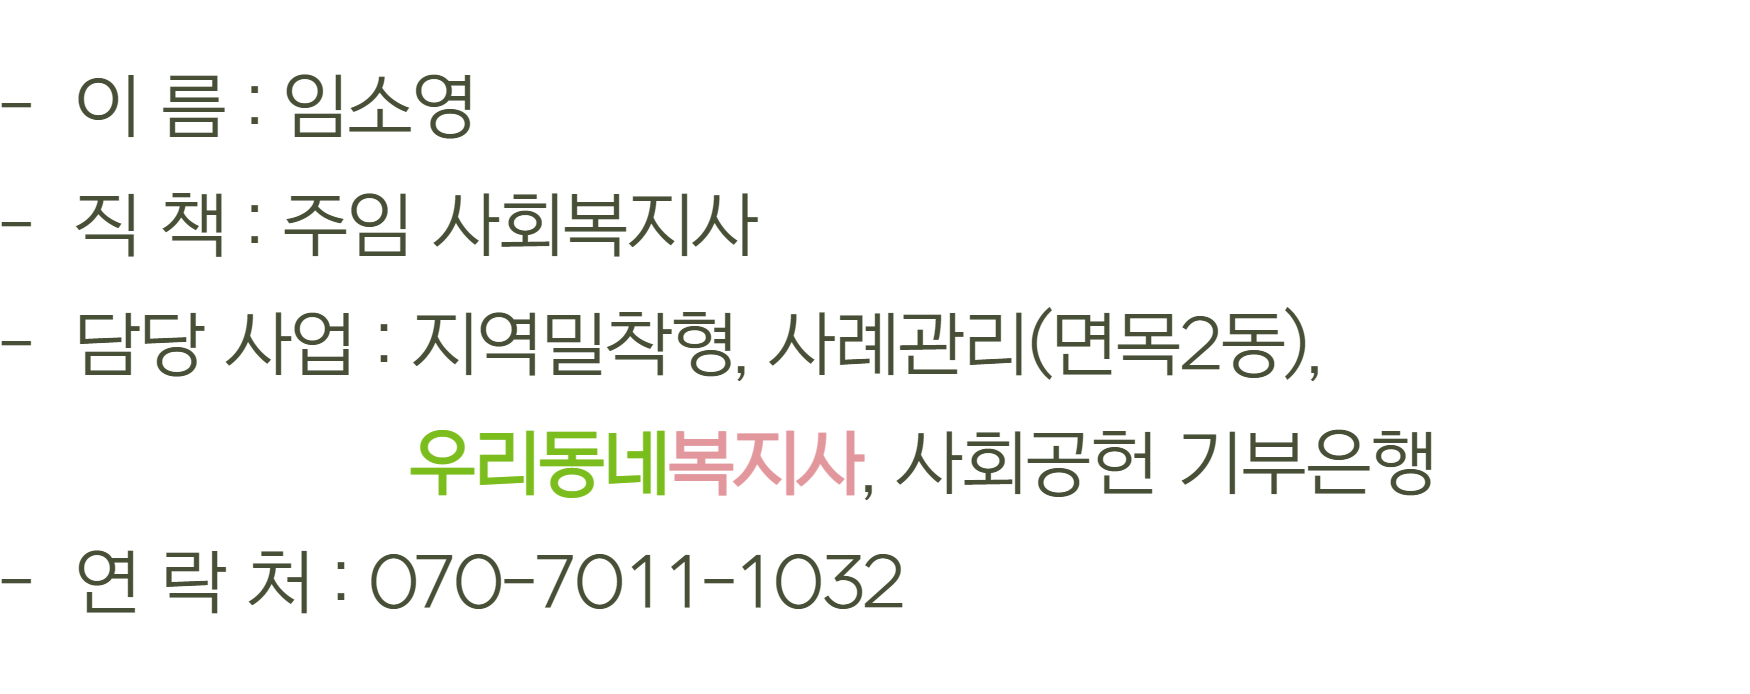 - 이 름 : 임소영
- 직 책 : 주임 사회복지사
- 담당 사업 : 지역밀착형, 사례관리(면목2동),
우리동네복지사, 사회공헌 기부은행
- 연 락 처 : 070-7011-1032